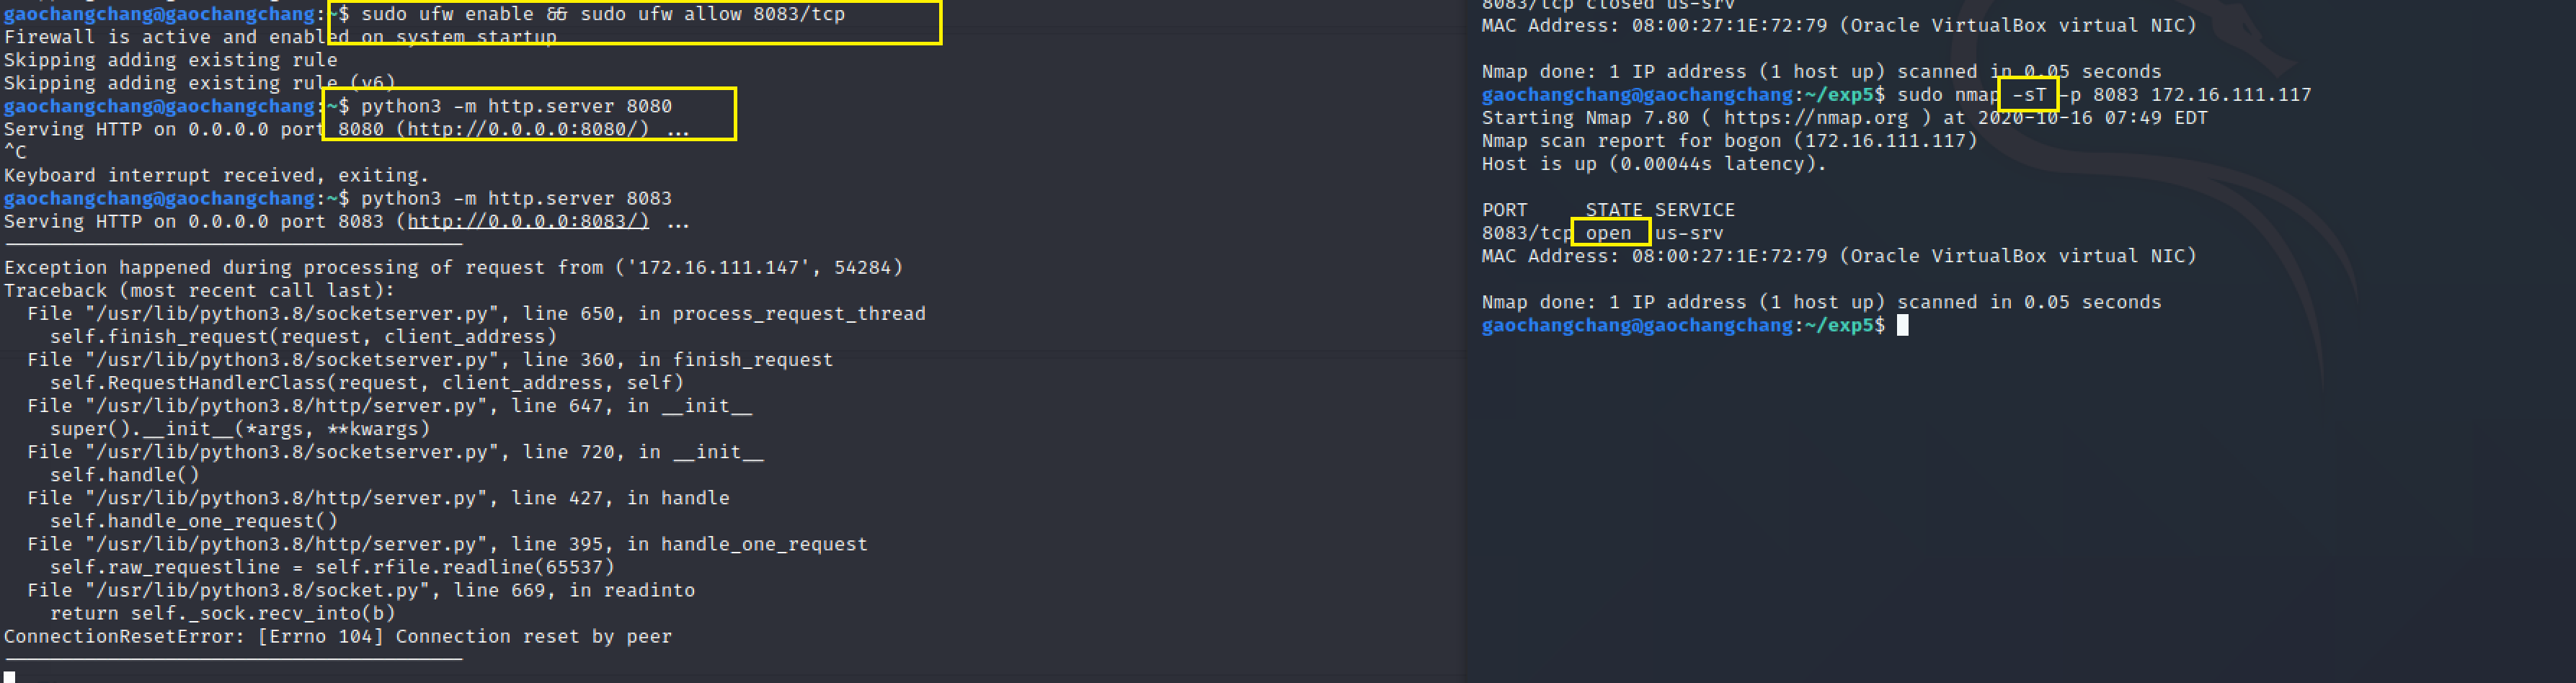 gaochangchang@gaochangchang:~$ sudo ufw enable && sudo ufw allow 8083/tcp
Firewall is active and enabled on system startup
Skipping adding existing rule
Skipping adding existing rule (v6)
gaochangchang@gaochangchang:~$ python3 -m http.server 8080
Serving HTTP on 0.0.0.0 port 8080 (http://0.0.0.0:8080/) ...
^C
Keyboard interrupt received, exiting.
gaochangchang@gaochangchang:~$ python3 -m http.server 8083
Serving HTTP on 0.0.0.0 port 8083 (http://0.0.0.0:8083/) ...
----------------------------------------
Exception happened during processing of request from ('172.16.111.147', 54284)
Traceback (most recent call last):
  File "/usr/lib/python3.8/socketserver.py", line 650, in process_request_thread
    self.finish_request(request, client_address)
  File "/usr/lib/python3.8/socketserver.py", line 360, in finish_request
    self.RequestHandlerClass(request, client_address, self)
  File "/usr/lib/python3.8/http/server.py", line 647, in __init__
    super().__init__(*args, **kwargs)
  File "/usr/lib/python3.8/socketserver.py", line 720, in __init__
    self.handle()
  File "/usr/lib/python3.8/http/server.py", line 427, in handle
    self.handle_one_request()
  File "/usr/lib/python3.8/http/server.py", line 395, in handle_one_request
    self.raw_requestline = self.rfile.readline(65537)
  File "/usr/lib/python3.8/socket.py", line 669, in readinto
    return self._sock.recv_into(b)
ConnectionResetError: [Errno 104] Connection reset by peer
----------------------------------------
8083/tcp closed us-srv
MAC Address: 08:00:27:1E:72:79 (Oracle VirtualBox virtual NIC)
Nmap done: 1 IP address (1 host up) scanned in 0.05 seconds
gaochangchang@gaochangchang:~/exp5$ sudo nmap -sT -p 8083 172.16.111.117
Starting Nmap 7.80 ( https://nmap.org ) at 2020-10-16 07:49 EDT
Nmap scan report for bogon (172.16.111.117)
Host is up (0.00044s latency).
PORT     STATE SERVICE
8083/tcp open  us-srv
MAC Address: 08:00:27:1E:72:79 (Oracle VirtualBox virtual NIC)
Nmap done: 1 IP address (1 host up) scanned in 0.05 seconds
gaochangchang@gaochangchang:~/exp5$